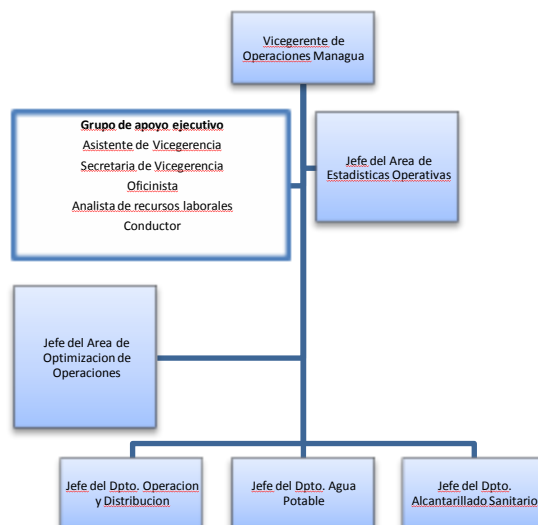 Vicegerente de
Operaciones Managua
Grupo de apoyo ejecutivo
Asistente de Vicegerencia
Secretaria de Vicegerencia
Oficinista
Analista de recursos laborales
Conductor
Jefe del Area de
Estadisticas Operativas
Jefe del Area de
Optimizacion de
Operaciones
Jefe del Dpto. Operacion
y Distribucion
Jefe del Dpto. Agua
Potable
Jefe del Dpto.
Alcantarillado Sanitario